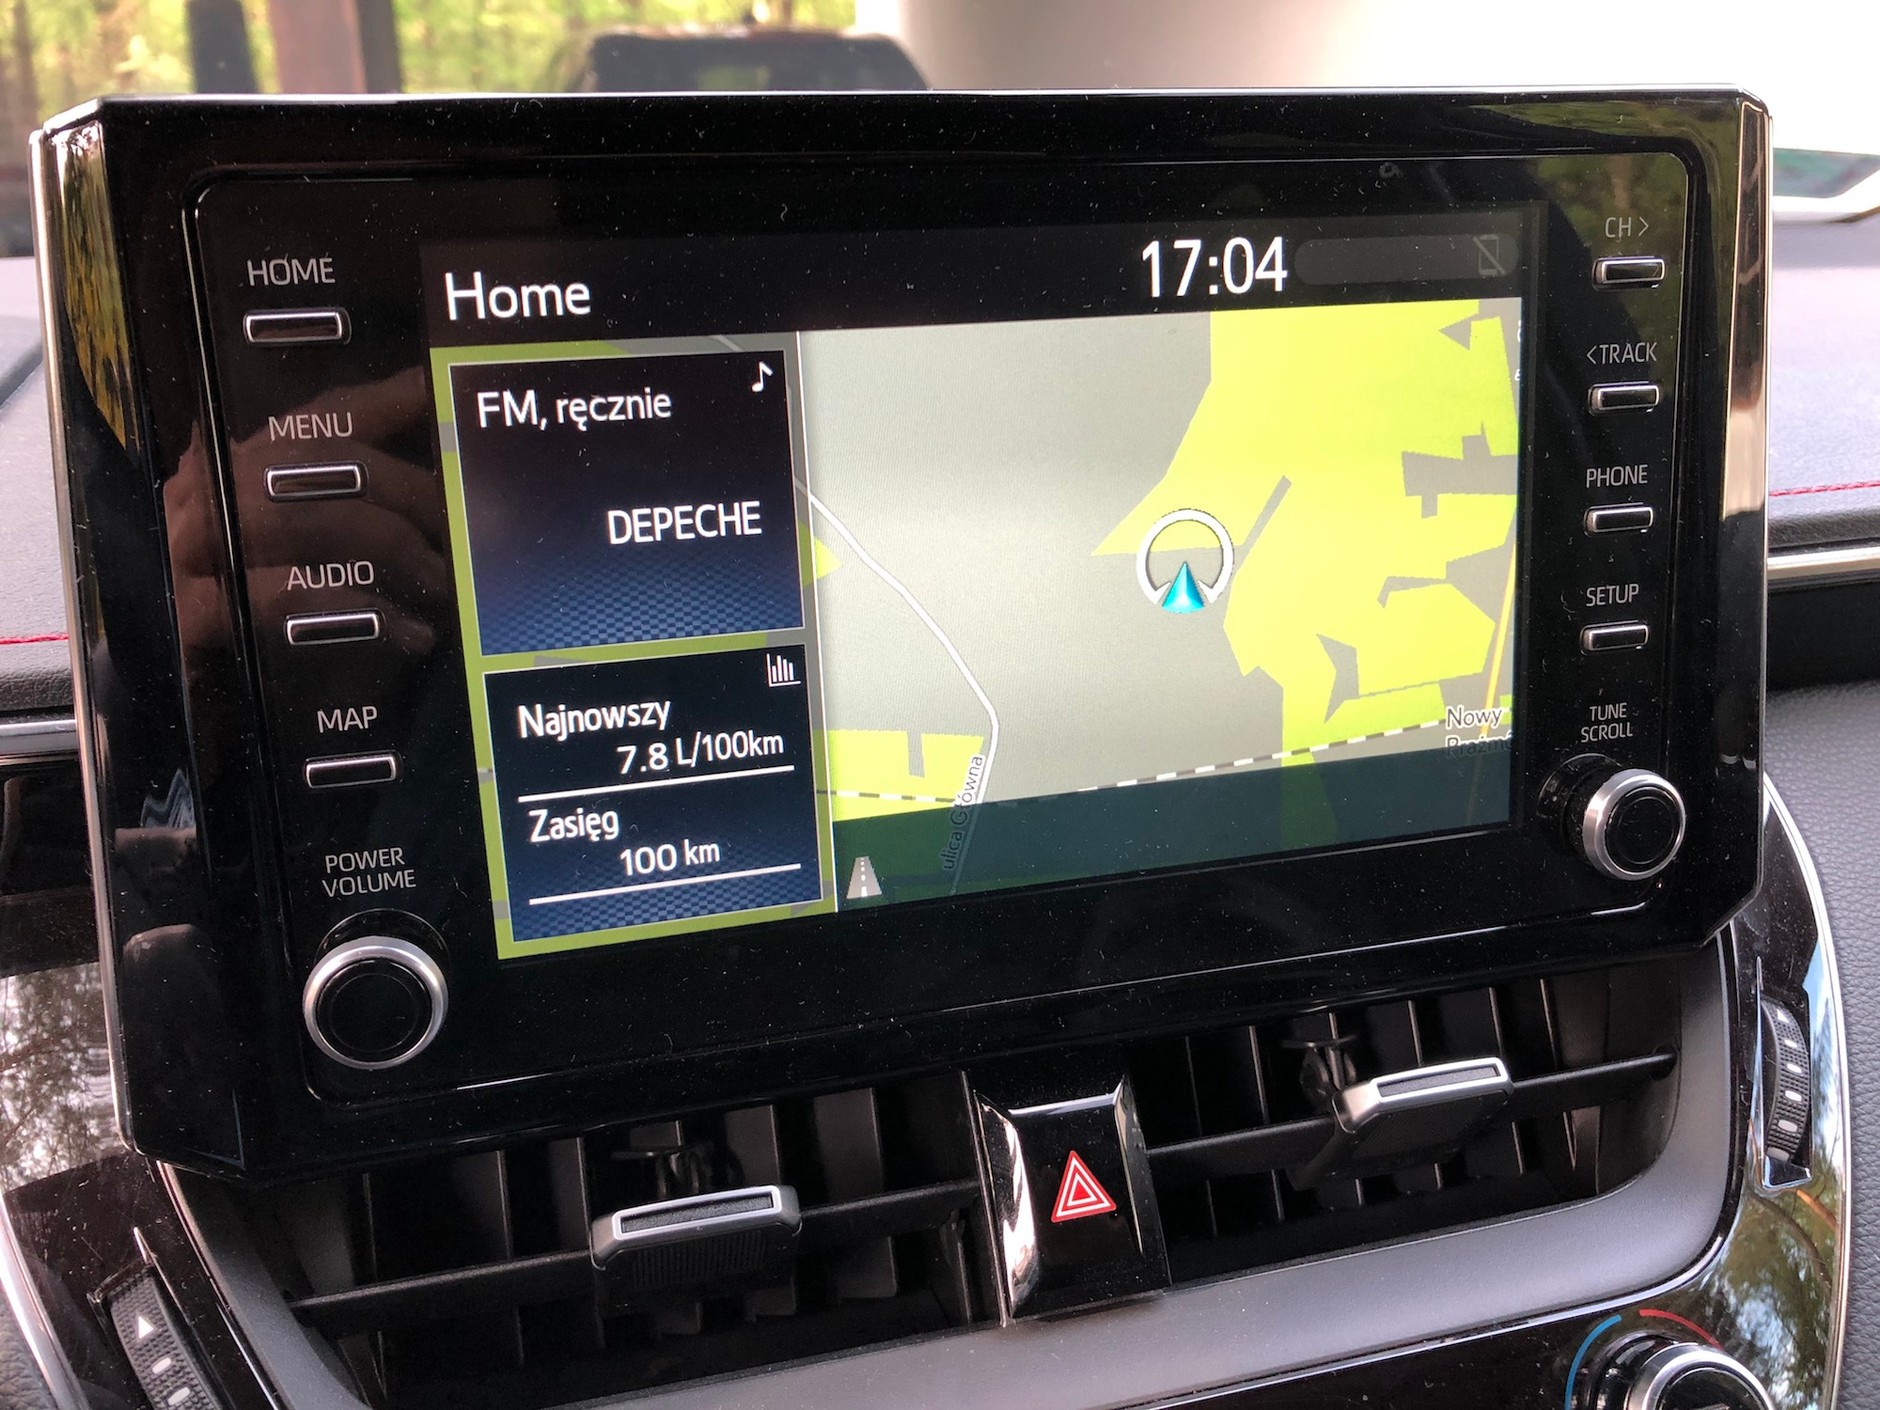 HOME
MENU
AUDIO
MAP
POWER
VOLUME
Home
17:04
FM, ręcznie
DEPECHE
Najnowszy
7.8 L/100km
Zasięg
100 km
ulica Główna
Nowy
CH >
< TRACK
PHONE
SETUP
TUNE
SCROLL